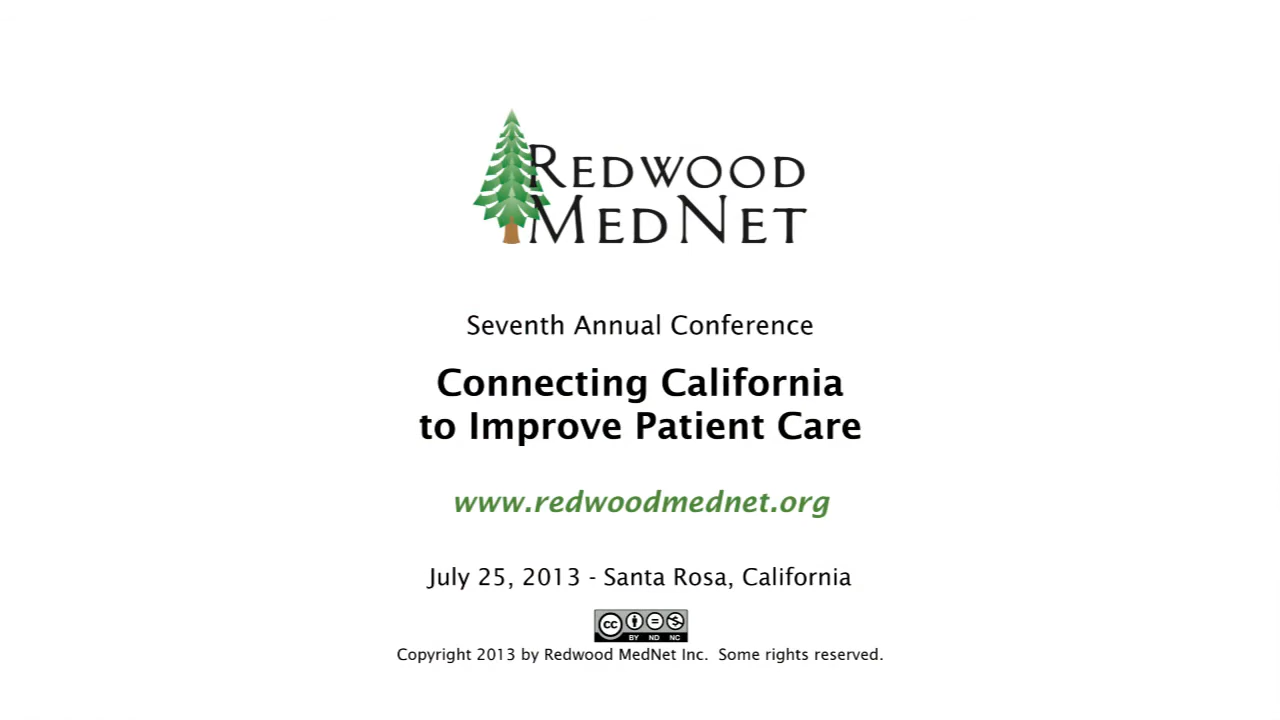 REDWOOD
MEDNET
Seventh Annual Conference
Connecting California
to Improve Patient Care
www.redwoodmednet.org
July 25, 2013 - Santa Rosa, California
cc BY ND NC
Copyright 2013 by Redwood MedNet Inc.  Some rights reserved.